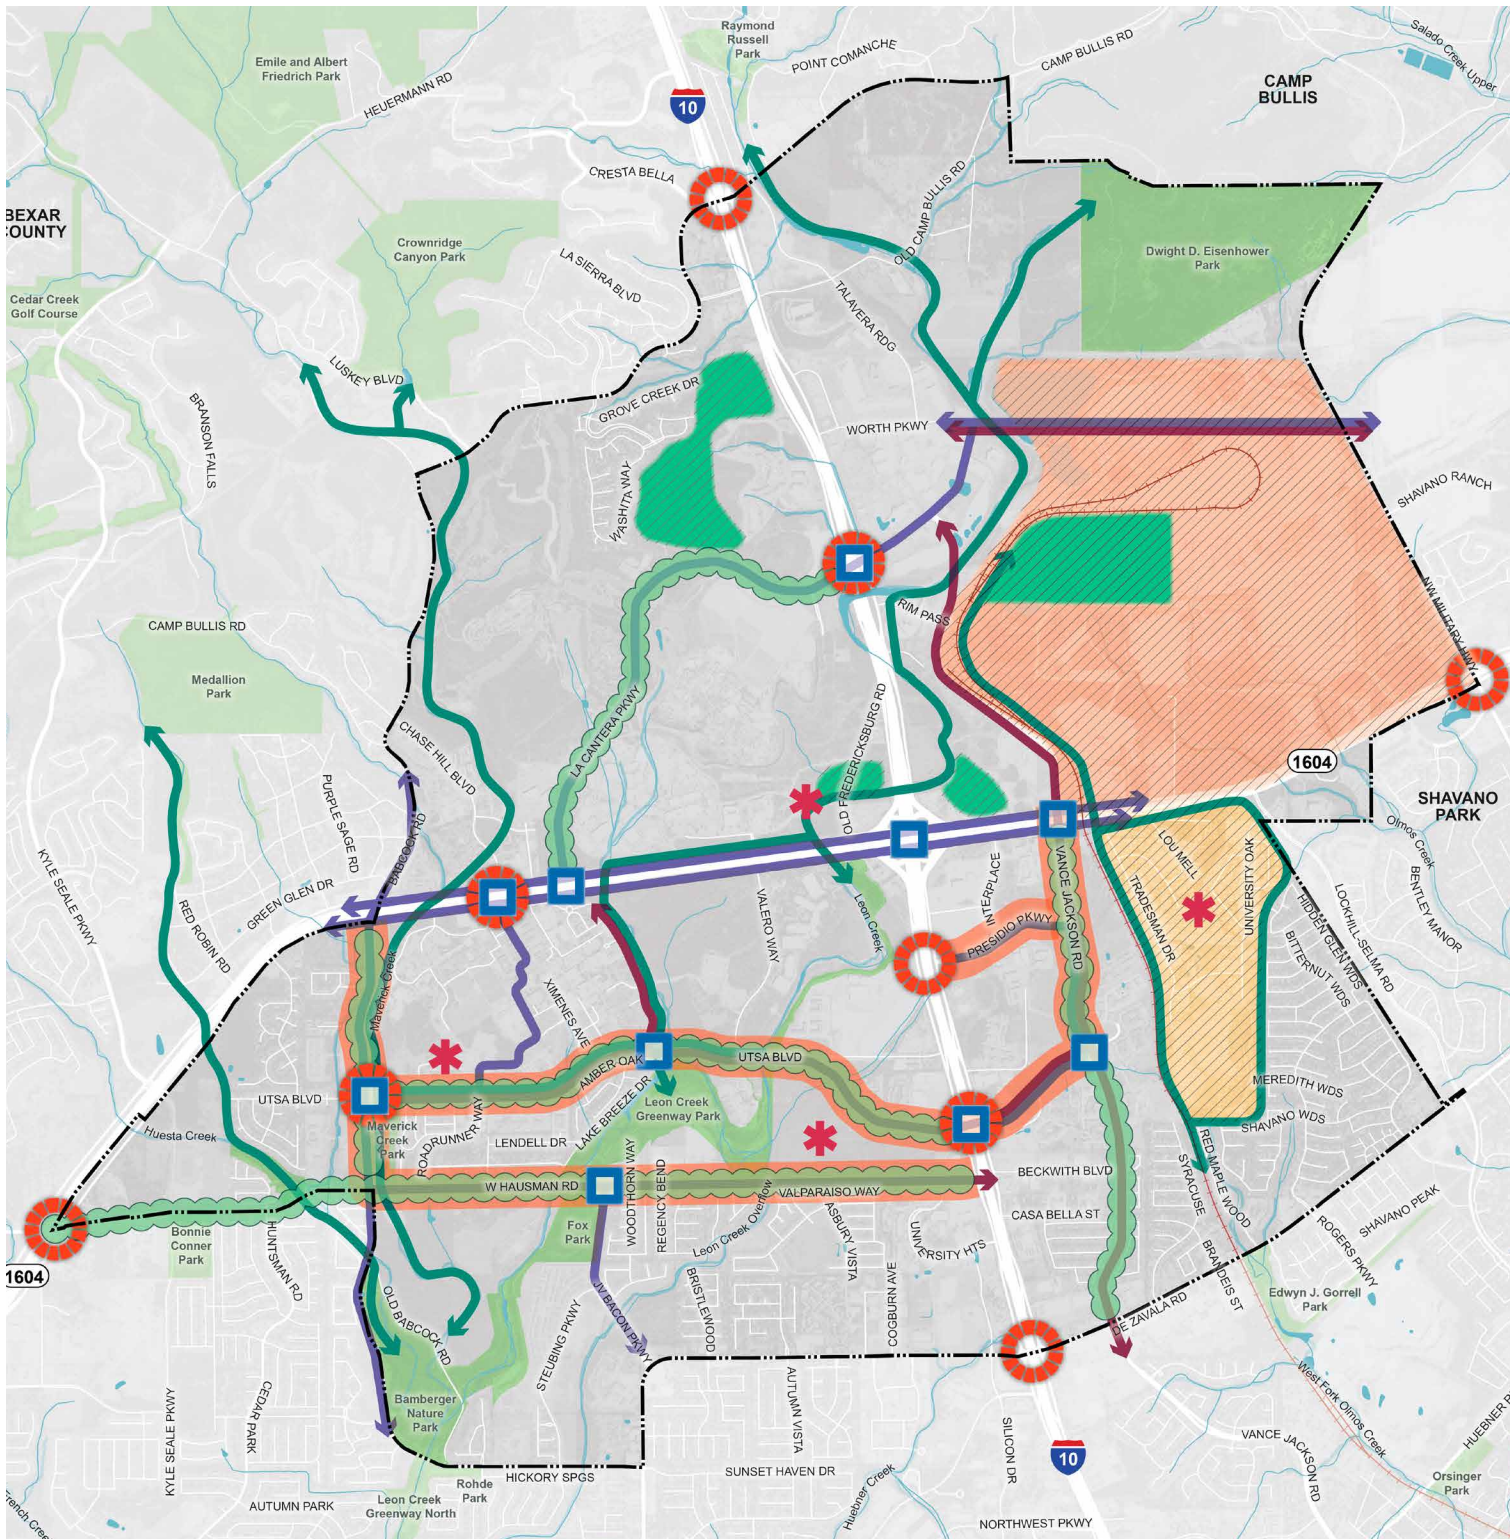 Raymond
Russell
Park
POINT COMANCHE
CAMP BULLIS RD
Salado Creek Upper
Emile and Albert
Friedrich Park
HEUERMANN RD
10
CAMP
BULLIS
CRESTA BELLA
BEXAR
COUNTY
Crownridge
Canyon Park
LA SIERRA BLVD
OLD CAMP BULLIS RD
Dwight D. Eisenhower
Park
Cedar Creek
Golf Course
TALAVERA RDG
LUSKEY BLVD
GROVE CREEK DR
BRANSON FALLS
WORTH PKWY
WASHITA WAY
SHAVANO RANCH
NW MILITARY HWY
RIM PASS
CAMP BULLIS RD
Medallion
Park
LA CANTERA PKWY
OLD FREDERICKSBURG RD
CHASE HILL BLVD
1604
PURPLE SAGE RD
SHAVANO
PARK
BABCOCK RD
Olmos Creek
KYLE SEALE PKWY
GREEN GLEN DR
RED ROBIN RD
VALERO WAY
Leon Creek
INTERPLACE
PRESIDIO PKWY
VANCE JACKSON RD
LOU MELL
TRADESMAN DR
UNIVERSITY OAK
HIDDEN GLEN WDS
BITTERNUT WDS
LOCKHILL-SELMA RD
BENTLEY MANOR
Maverick Creek
XIMENES AVE
AMBER OAK
UTSA BLVD
UTSA BLVD
LAKE BREEZE DR
Leon Creek
Greenway Park
MEREDITH WDS
SHAVANO WDS
Huesta Creek
Maverick
Creek
Park
ROADRUNNER WAY
LENDELL DR
WOODTHORN WAY
REGENCY BEND
BECKWITH BLVD
SYRACUSE
RED MAPLE WOOD
W HAUSMAN RD
VALPARAISO WAY
CASA BELLA ST
SHAVANO PEAK
ROGERS PKWY
Bonnie
Conner
Park
HUNTSMAN RD
Fox
Park
Leon Creek Overflow
ASBURY VISTA
UNIVERSITY HTS
BRANDEIS ST
1604
OLD BABCOCK RD
JV BACON PKWY
BRISTLEWOOD
COGBURN AVE
DE ZAVALA RD
Edwyn J. Gorrell
Park
STEUBING PKWY
KYLE SEALE PKWY
CEDAR PARK
Bamberger
Nature
Park
AUTUMN VISTA
SILICON DR
10
West Fork Olmos Creek
VANCE JACKSON RD
HUEBNER
HICKORY SPGS
SUNSET HAVEN DR
Rohde
Park
Leon Creek
Greenway North
AUTUMN PARK
Huebner Creek
Orsinger
Park
French Creek
NORTHWEST PKWY